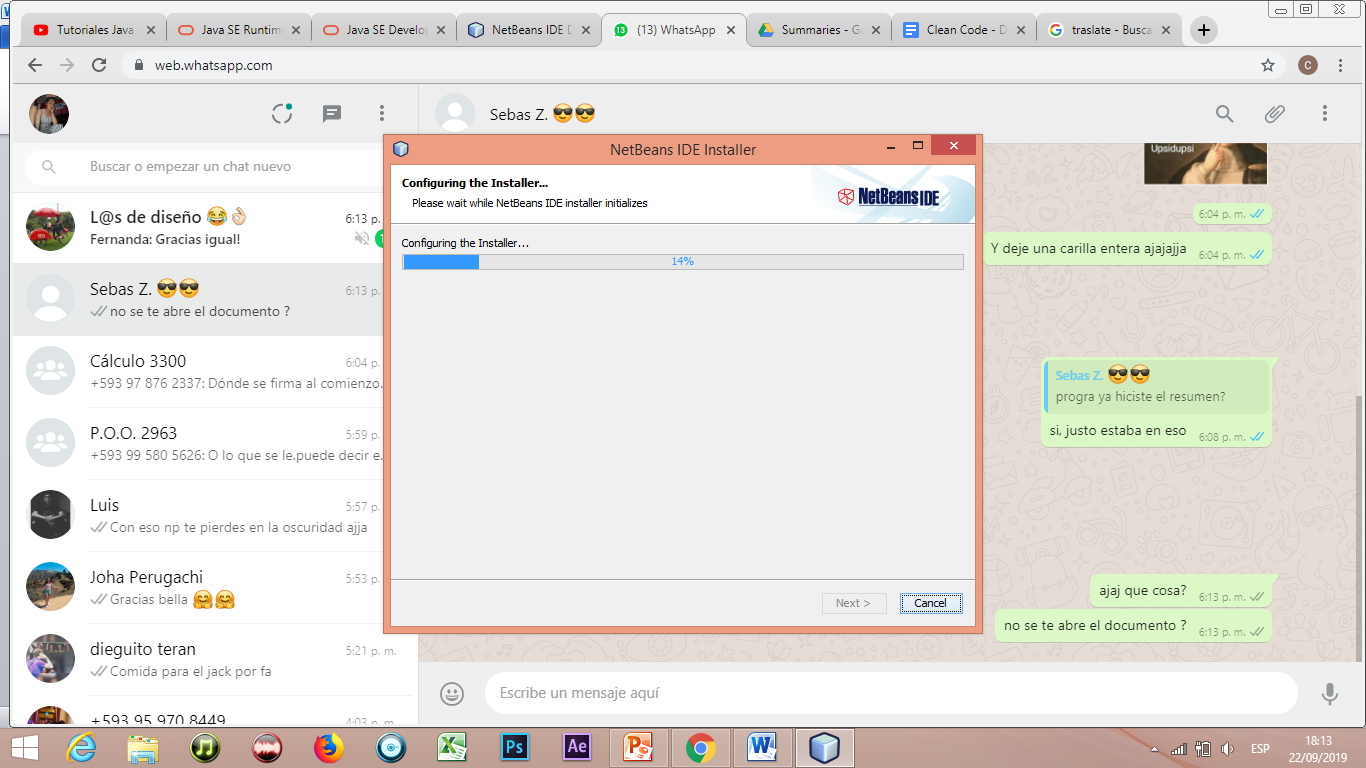 Tutoriales Java
Java SE Runtim
Java SE Develo
NetBeans IDE D
(13) WhatsApp
Summaries - Go
Clean Code - D
traslate - Busca
web.whatsapp.com
C
Sebas Z. 😎😎
Buscar o empezar un chat nuevo
L@s de diseño 😂👌🏻
6:13 p.
Fernanda: Gracias igual!
Sebas Z. 😎😎
6:13 p.
no se te abre el documento ?
Cálculo 3300
6:04 p.
+593 97 876 2337: Dónde se firma al comienzo.
P.O.O. 2963
5:59 p.
+593 99 580 5626: O lo que se le.puede decir e.
Luis
5:57 p.
Con eso np te pierdes en la oscuridad ajja
Joha Perugachi
5:53 p.
Gracias bella 🤗🤗
dieguito teran
5:21 p. m.
Comida para el jack por fa
+593 95 970 8449
4:03 p. m.
NetBeans IDE Installer
Configuring the Installer...
Please wait while NetBeans IDE installer initializes
NetBeans IDE
Configuring the Installer...
14%
Next >
Cancel
Upsidupsi
6:04 p. m.
Y deje una carilla entera ajajajja
6:04 p. m.
Sebas Z. 😎😎
progra ya hiciste el resumen?
si, justo estaba en eso
6:08 p. m.
ajaj que cosa?
6:13 p. m.
no se te abre el documento ?
6:13 p. m.
Escribe un mensaje aquí
Ps
Ae
ESP
18:13
22/09/2019